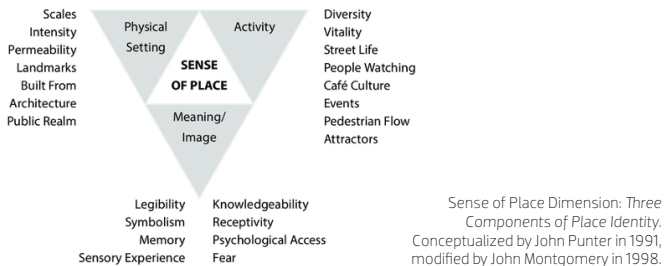 Scales
Intensity
Permeability
Landmarks
Built From
Architecture
Public Realm
Physical
Setting
Activity
SENSE
OF PLACE
Meaning/
Image
Diversity
Vitality
Street Life
People Watching
Café Culture
Events
Pedestrian Flow
Attractors
Legibility
Symbolism
Memory
Sensory Experience
Knowledgeability
Receptivity
Psychological Access
Fear
Sense of Place Dimension: Three
Components of Place Identity.
Conceptualized by John Punter in 1991,
modified by John Montgomery in 1998.